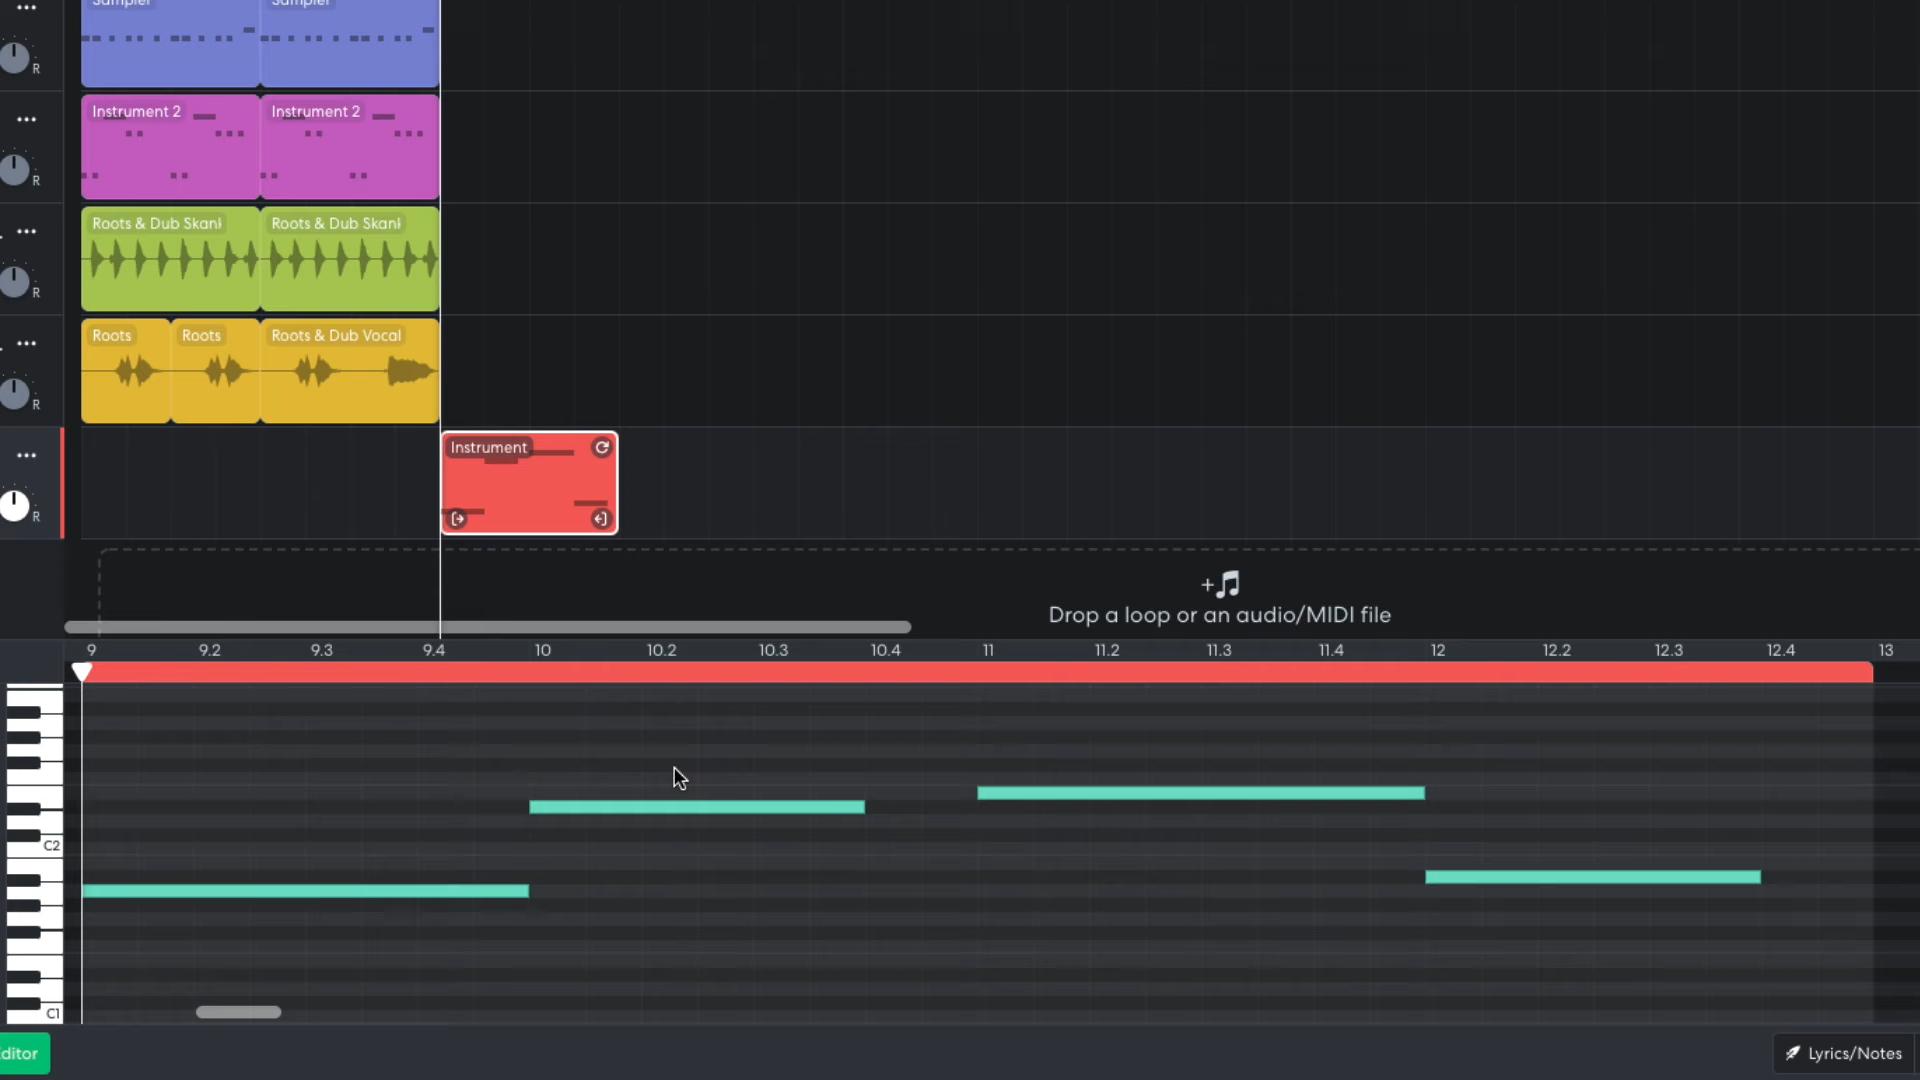 Sampler Sampler
R
Instrument 2 Instrument 2
R
Roots & Dub Skank Roots & Dub Skank
R
Roots Roots Roots & Dub Vocal
R
Instrument
R
Drop a loop or an audio/MIDI file
9 9.2 9.3 9.4 10 10.2 10.3 10.4 11 11.2 11.3 11.4 12 12.2 12.3 12.4 13
C2
C1
ditor Lyrics/Notes